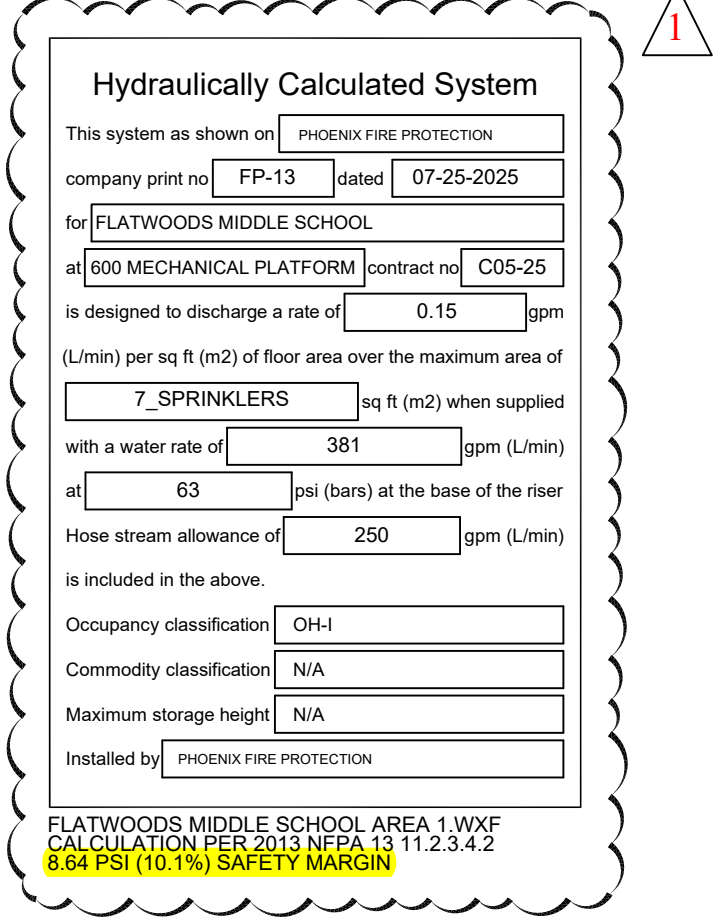 1
Hydraulically Calculated System
This system as shown on PHOENIX FIRE PROTECTION
company print no FP-13 dated 07-25-2025
for FLATWOODS MIDDLE SCHOOL
at 600 MECHANICAL PLATFORM contract no C05-25
is designed to discharge a rate of 0.15 gpm
(L/min) per sq ft (m2) of floor area over the maximum area of
7_SPRINKLERS sq ft (m2) when supplied
with a water rate of 381 gpm (L/min)
at 63 psi (bars) at the base of the riser
Hose stream allowance of 250 gpm (L/min)
is included in the above.
Occupancy classification OH-I
Commodity classification N/A
Maximum storage height N/A
Installed by PHOENIX FIRE PROTECTION
FLATWOODS MIDDLE SCHOOL AREA 1.WXF
CALCULATION PER 2013 NFPA 13 11.2.3.4.2
8.64 PSI (10.1%) SAFETY MARGIN